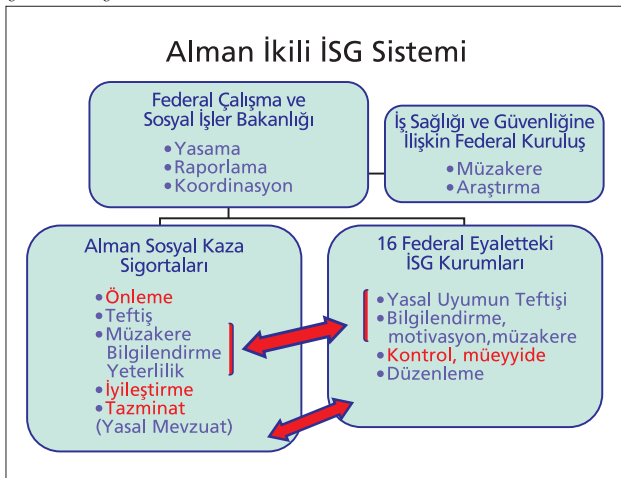 Alman İkili İSG Sistemi
Federal Çalışma ve
Sosyal İşler Bakanlığı
• Yasama
• Raporlama
• Koordinasyon
İş Sağlığı ve Güvenliğine
İlişkin Federal Kuruluş
• Müzakere
• Araştırma
Alman Sosyal Kaza
Sigortaları
• Önleme
• Teftiş
• Müzakere
Bilgilendirme
Yeterlilik
• İyileştirme
• Tazminat
(Yasal Mevzuat)
16 Federal Eyaletteki
İSG Kurumları
• Yasal Uyumun Teftişi
• Bilgilendirme,
motivasyon,müzakere
• Kontrol, müeyyide
• Düzenleme